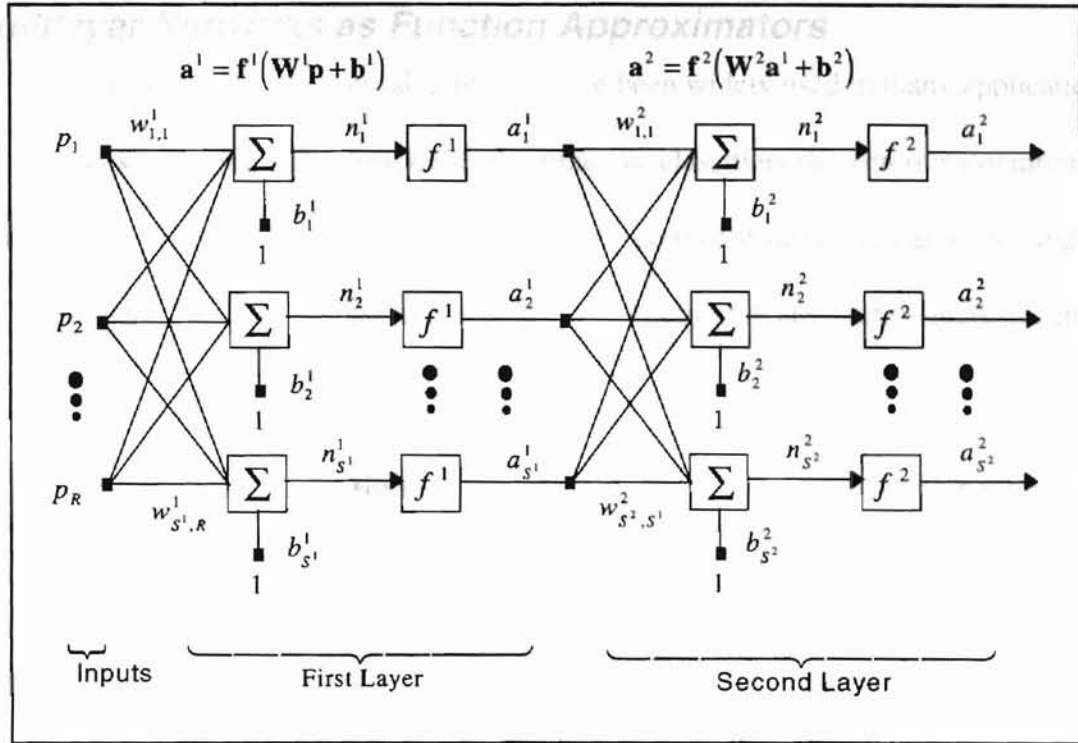 as Function Approximators
a¹ = f¹(W¹p + b¹) a² = f²(W²a¹ + b²)
p₁ w¹₁,₁ Σ n¹₁ f¹ a¹₁ w²₁,₁ Σ n²₁ f² a²₁
b¹₁ b²₁
1 1
p₂ Σ n¹₂ f¹ a¹₂ Σ n²₂ f² a²₂
b¹₂ b²₂
1 1
p_R Σ n¹_S¹ f¹ a¹_S¹ Σ n²_S² f² a²_S²
w¹_S¹,R w²_S²,S¹
b¹_S¹ b²_S²
1 1
Inputs First Layer Second Layer